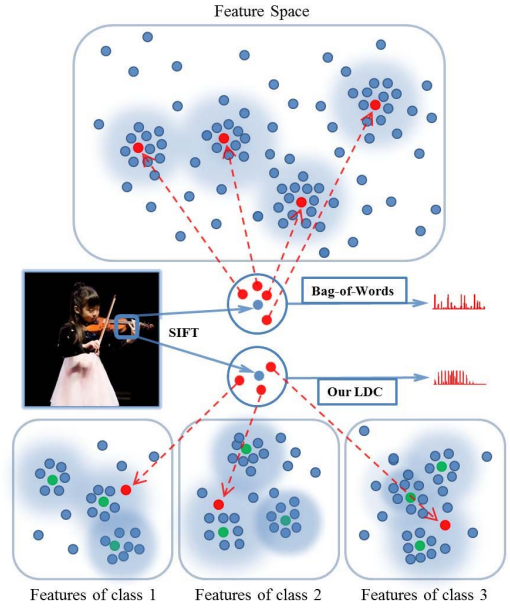 Feature Space
Bag-of-Words
SIFT
Our LDC
Features of class 1
Features of class 2
Features of class 3